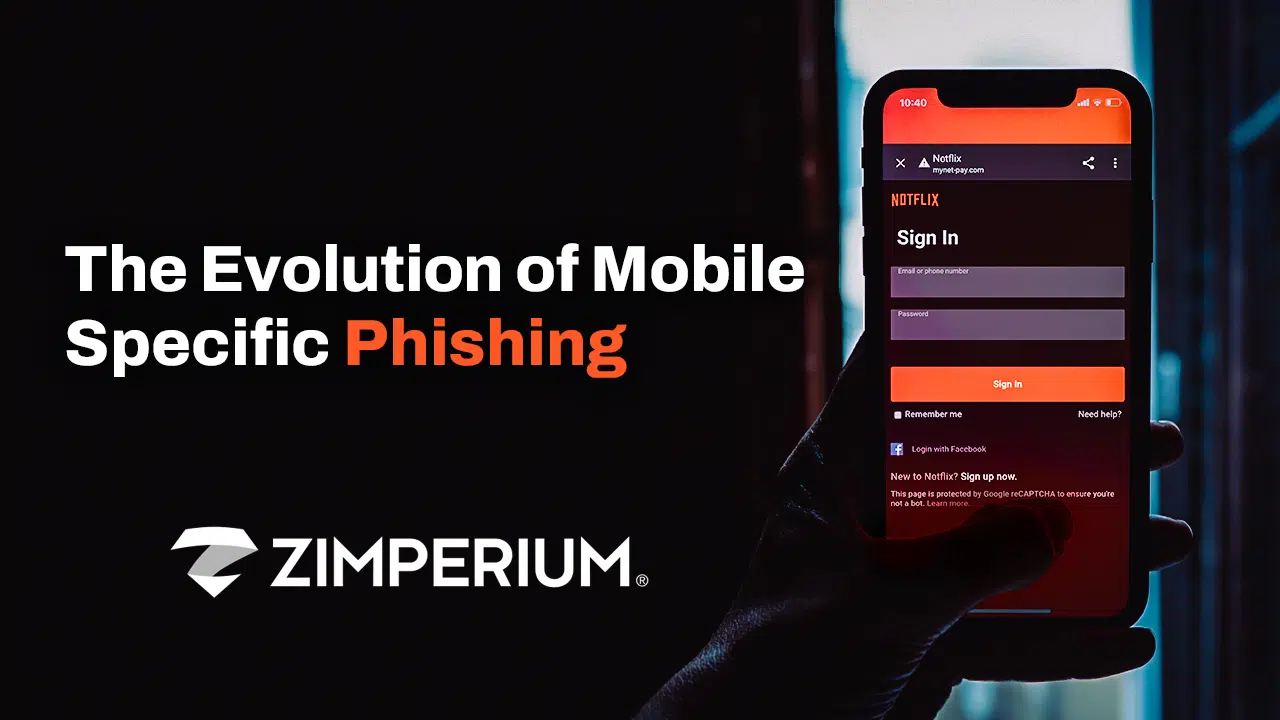 The Evolution of Mobile
Specific Phishing
ZIMPERIUM®
10:40
Notflix
mynet-pay.com
NOTFLIX
Sign In
Email or phone number
Password
Sign In
Remember me
Need help?
Login with Facebook
New to Notflix? Sign up now.
This page is protected by Google reCAPTCHA to ensure you're
not a bot. Learn more.